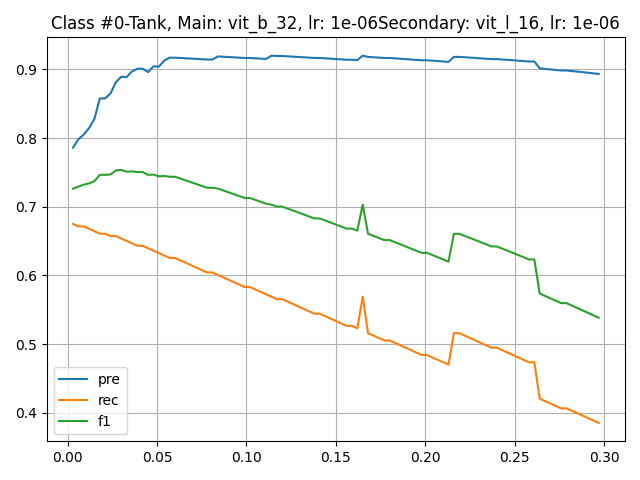 Class #0-Tank, Main: vit_b_32, lr: 1e-06Secondary: vit_l_16, lr: 1e-06
0.9
0.8
0.7
0.6
0.5
0.4
pre
rec
f1
0.00 0.05 0.10 0.15 0.20 0.25 0.30